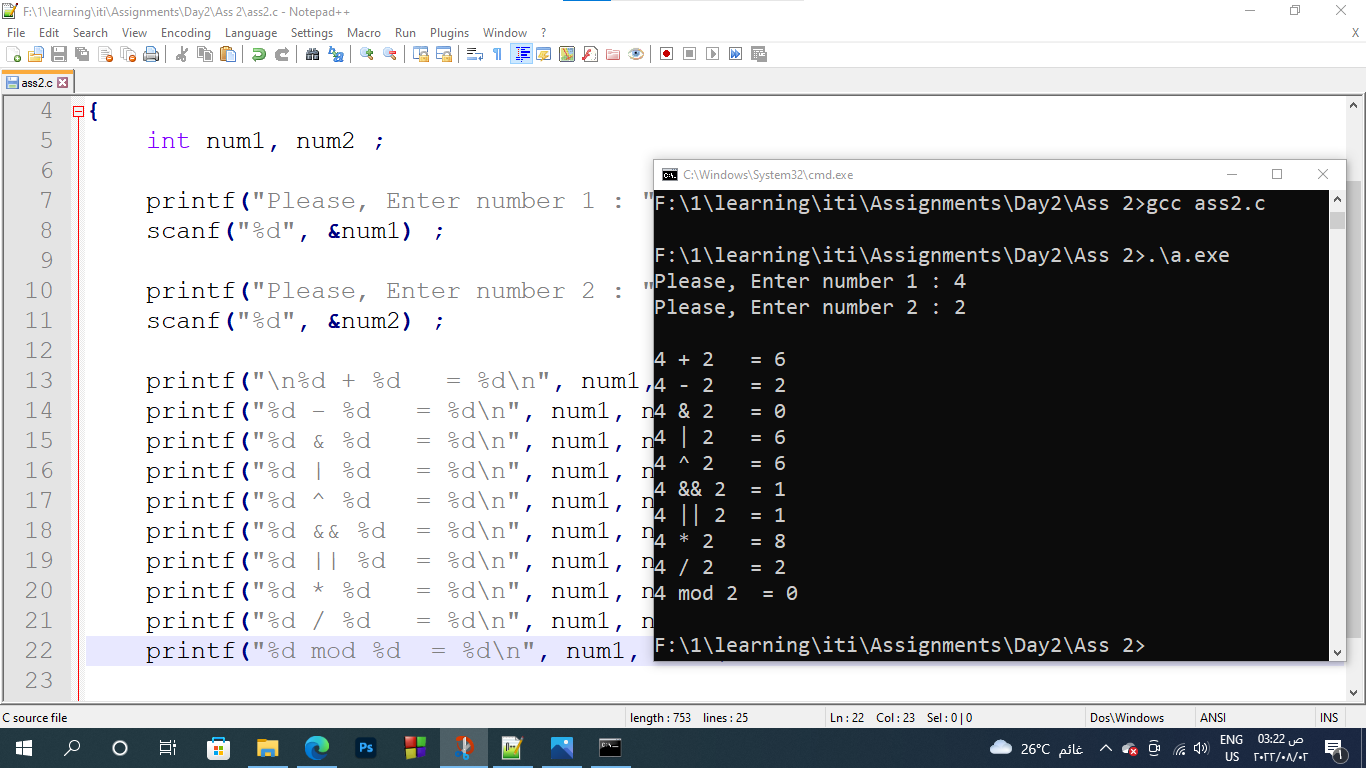 F:\1\learning\iti\Assignments\Day2\Ass 2\ass2.c - Notepad++
File Edit Search View Encoding Language Settings Macro Run Plugins Window ? X
ass2.c
4 {
5 int num1, num2 ;
6
7 printf("Please, Enter number 1 : "
8 scanf("%d", &num1) ;
9
10 printf("Please, Enter number 2 : "
11 scanf("%d", &num2) ;
12
13 printf("\n%d + %d   = %d\n", num1,
14 printf("%d - %d   = %d\n", num1, n
15 printf("%d & %d   = %d\n", num1, n
16 printf("%d | %d   = %d\n", num1, n
17 printf("%d ^ %d   = %d\n", num1, n
18 printf("%d && %d  = %d\n", num1, n
19 printf("%d || %d  = %d\n", num1, n
20 printf("%d * %d   = %d\n", num1, n
21 printf("%d / %d   = %d\n", num1, n
22 printf("%d mod %d  = %d\n", num1,
23
C:\Windows\System32\cmd.exe
F:\1\learning\iti\Assignments\Day2\Ass 2>gcc ass2.c
F:\1\learning\iti\Assignments\Day2\Ass 2>.\a.exe
Please, Enter number 1 : 4
Please, Enter number 2 : 2
4 + 2   = 6
4 - 2   = 2
4 & 2   = 0
4 | 2   = 6
4 ^ 2   = 6
4 && 2  = 1
4 || 2  = 1
4 * 2   = 8
4 / 2   = 2
4 mod 2  = 0
F:\1\learning\iti\Assignments\Day2\Ass 2>
C source file length : 753 lines : 25 Ln : 22 Col : 23 Sel : 0 | 0 Dos\Windows ANSI INS
Ps 26°C غائم ENG 03:22 ص 1
US ٢٠٢٢/٠٨/٠٢